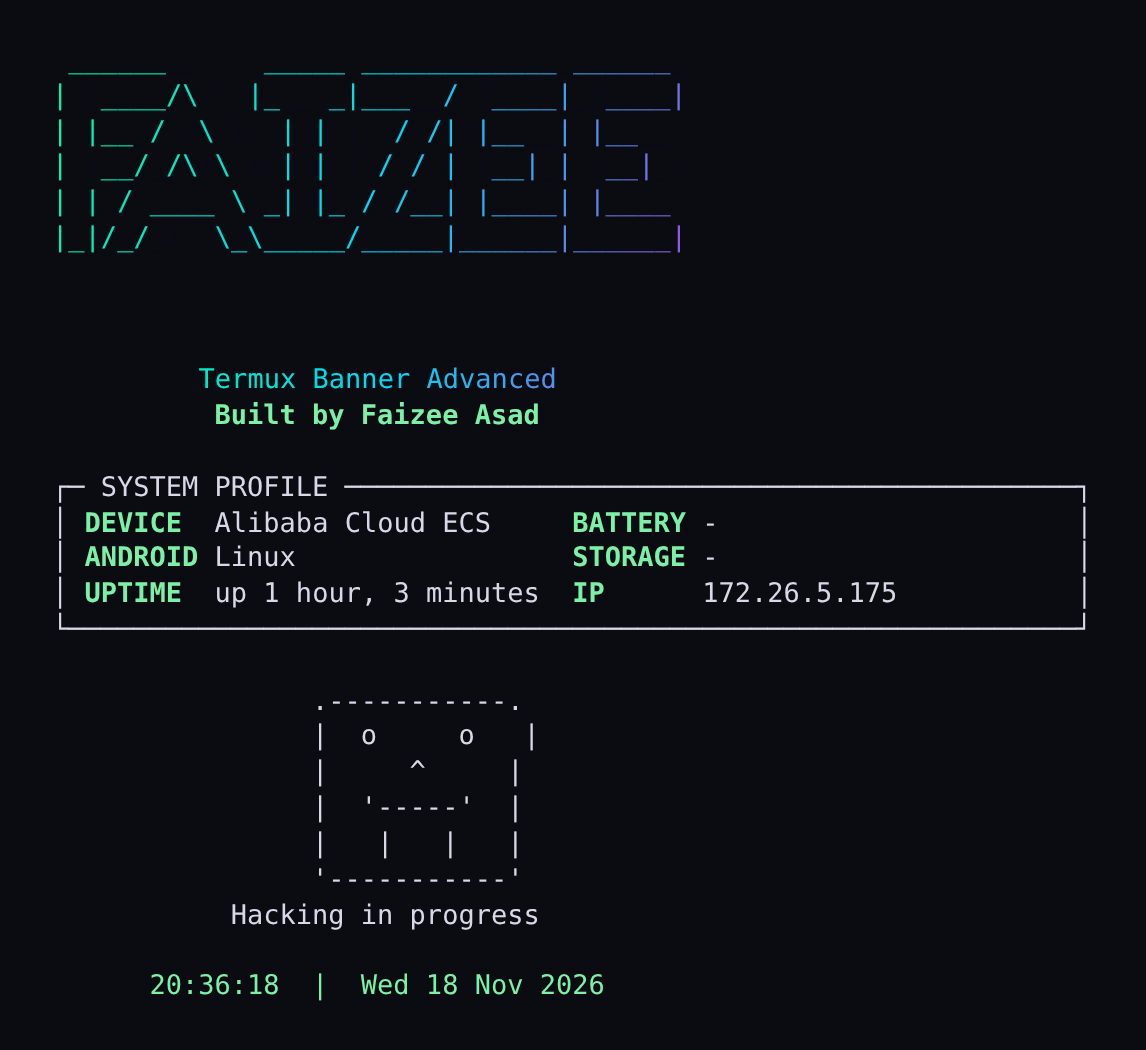 FAIZEE
Termux Banner Advanced
Built by Faizee Asad
SYSTEM PROFILE
DEVICE Alibaba Cloud ECS BATTERY -
ANDROID Linux STORAGE -
UPTIME up 1 hour, 3 minutes IP 172.26.5.175
Hacking in progress
20:36:18 | Wed 18 Nov 2026